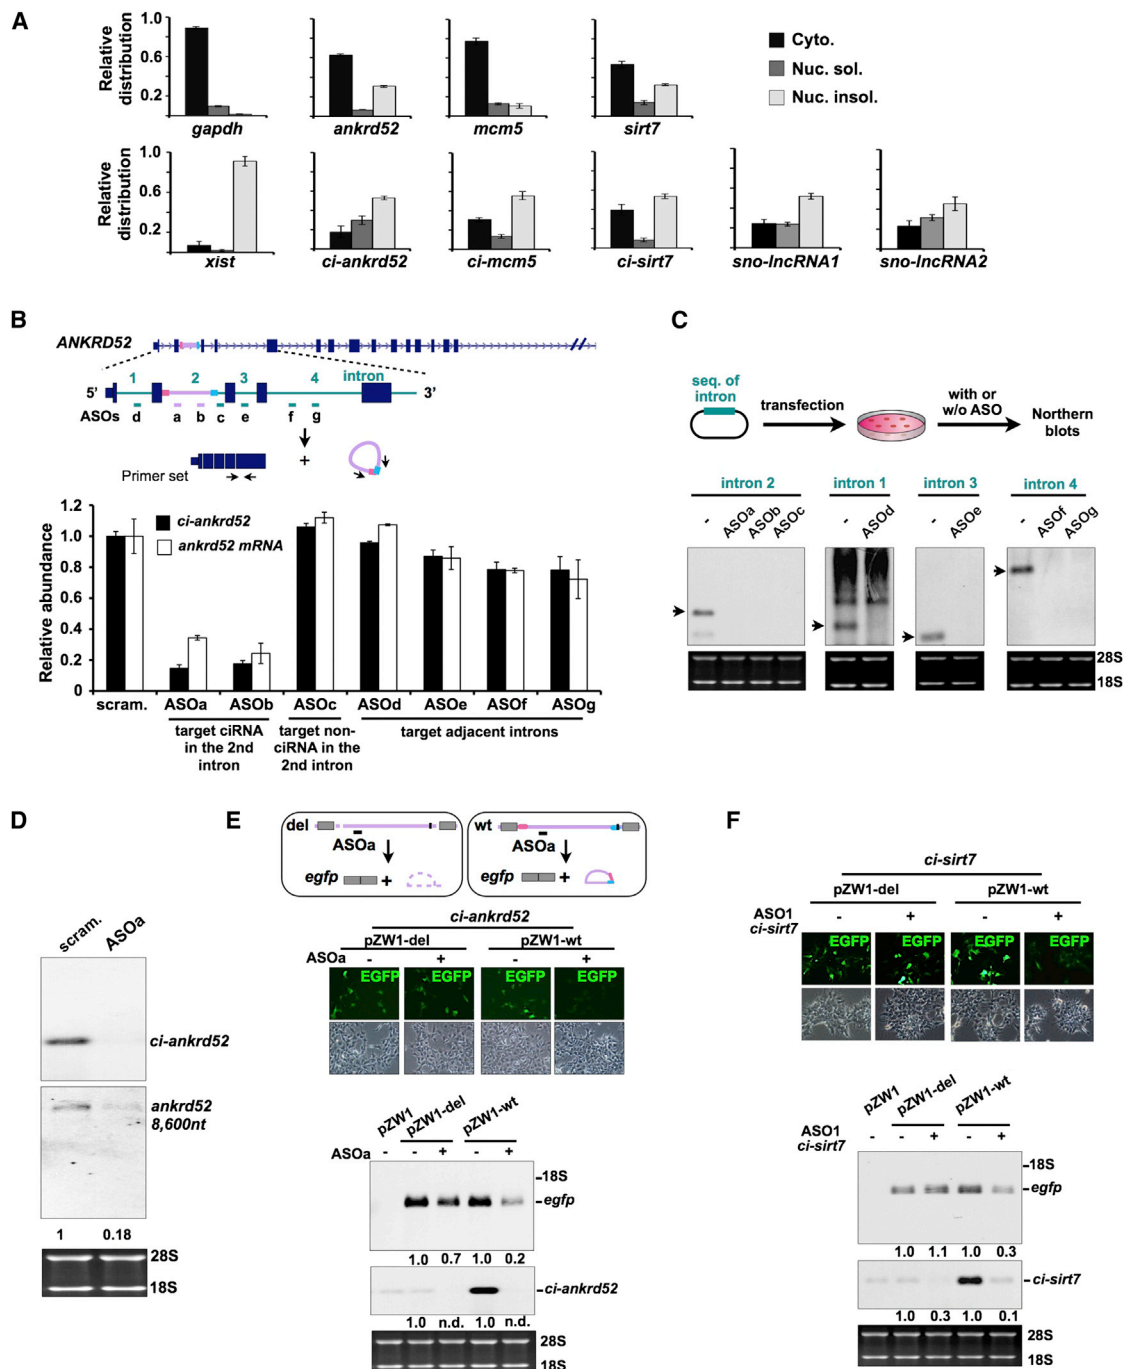 A
Relative distribution
1.0
0.6
0.2
gapdh
ankrd52
mcm5
sirt7
Cyto.
Nuc. sol.
Nuc. insol.
Relative distribution
1.0
0.6
0.2
xist
ci-ankrd52
ci-mcm5
ci-sirt7
sno-lncRNA1
sno-lncRNA2
B
ANKRD52
1 2 3 4 intron
5' 3'
ASOs d a b c e f g
+
Primer set
Relative abundance
1.2
1.0
0.8
0.6
0.4
0.2
0
ci-ankrd52
ankrd52 mRNA
scram. ASOa ASOb ASOc ASOd ASOe ASOf ASOg
target ciRNA in the 2nd intron
target non-ciRNA in the 2nd intron
target adjacent introns
C
seq. of intron
transfection
with or w/o ASO
Northern blots
intron 2 intron 1 intron 3 intron 4
- ASOa ASOb ASOc - ASOd - ASOe - ASOf ASOg
28S
18S
D
scram. ASOa
ci-ankrd52
ankrd52
8,600nt
1 0.18
28S
18S
E
del
ASOa
egfp +
wt
ASOa
egfp +
ci-ankrd52
pZW1-del pZW1-wt
ASOa - + - +
EGFP EGFP EGFP EGFP
pZW1 pZW1-del pZW1-wt
ASOa - - + - +
18S
egfp
1.0 0.7 1.0 0.2
ci-ankrd52
1.0 n.d. 1.0 n.d.
28S
18S
F
ci-sirt7
pZW1-del pZW1-wt
ASO1 ci-sirt7 - + - +
EGFP EGFP EGFP EGFP
pZW1 pZW1-del pZW1-wt
ASO1 ci-sirt7 - - + - +
18S
egfp
1.0 1.1 1.0 0.3
ci-sirt7
1.0 0.3 1.0 0.1
28S
18S